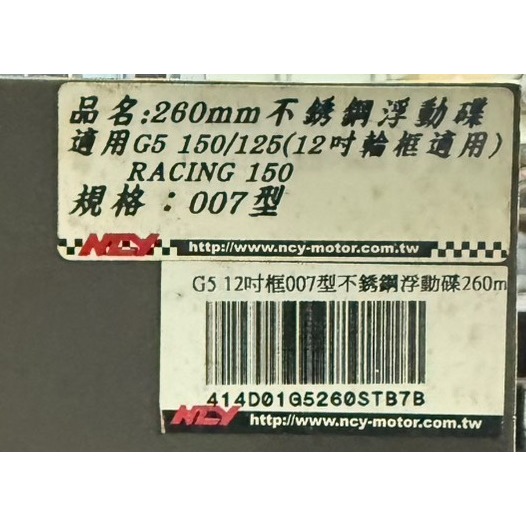 品名:260mm不銹鋼浮動碟
適用G5 150/125(12吋輪框適用)
RACING 150
規格：007型
NCY http://www.ncy-motor.com.tw
G5 12吋框007型不銹鋼浮動碟260m
414D01G5260STB7B
NCY http://www.ncy-motor.com.tw